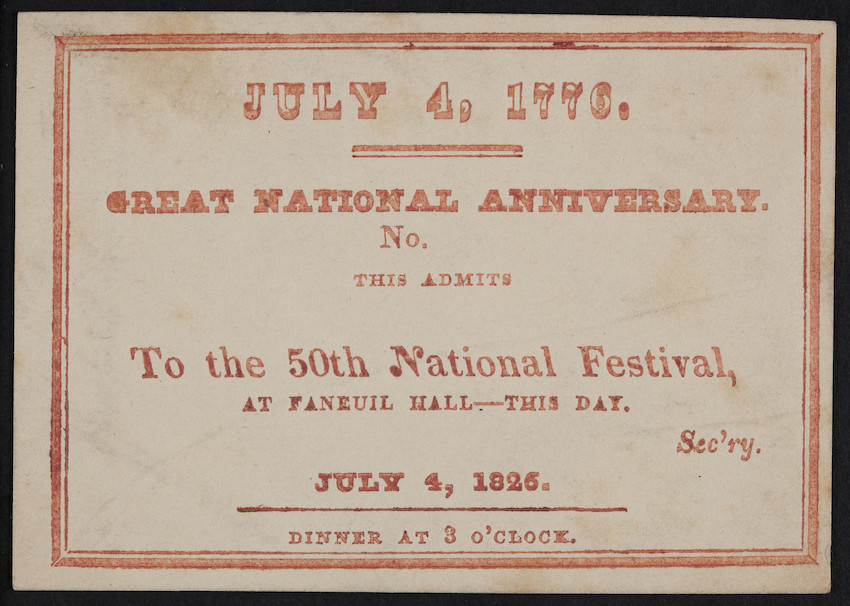 JULY 4, 1776.
GREAT NATIONAL ANNIVERSARY.
No.
THIS ADMITS
To the 50th National Festival,
AT FANEUIL HALL—THIS DAY.
Sec'ry.
JULY 4, 1826.
DINNER AT 3 O'CLOCK.